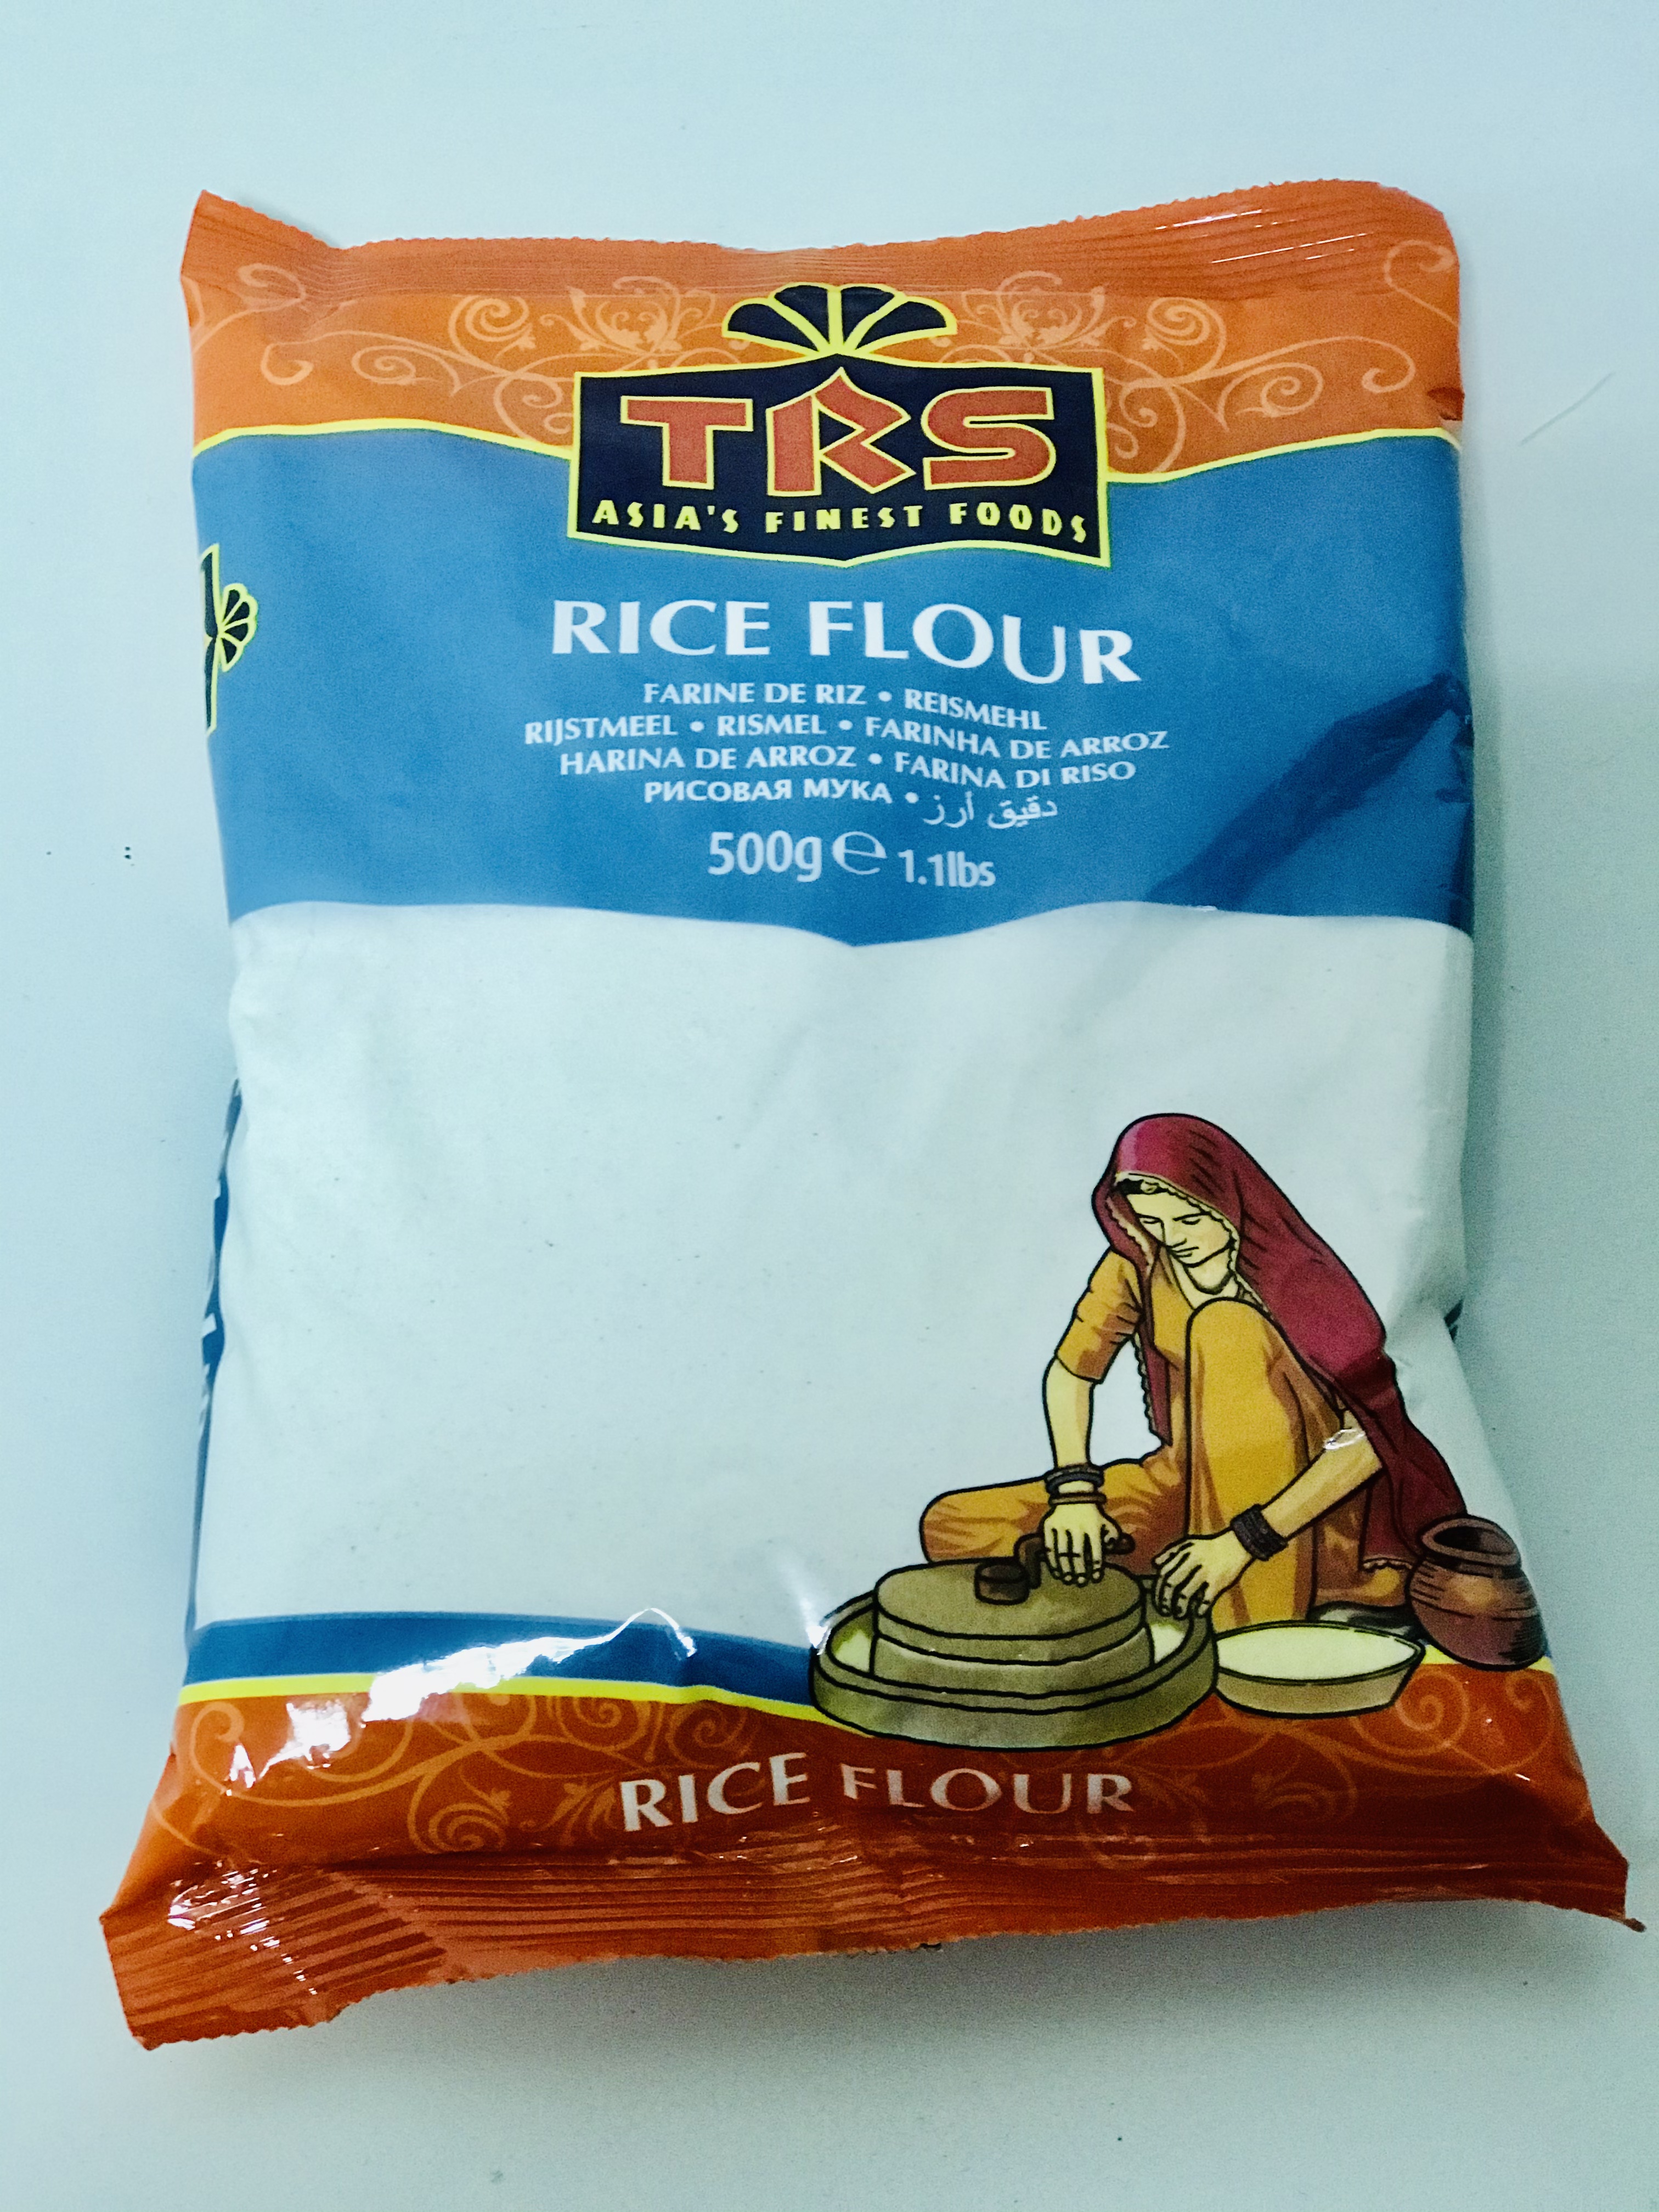 TRS
ASIA'S FINEST FOODS
RICE FLOUR
FARINE DE RIZ • REISMEHL
RIJSTMEEL • RISMEL • FARINHA DE ARROZ
HARINA DE ARROZ • FARINA DI RISO
РИСОВАЯ МУКА • دقيق أرز
500g ℮ 1.1lbs
RICE FLOUR